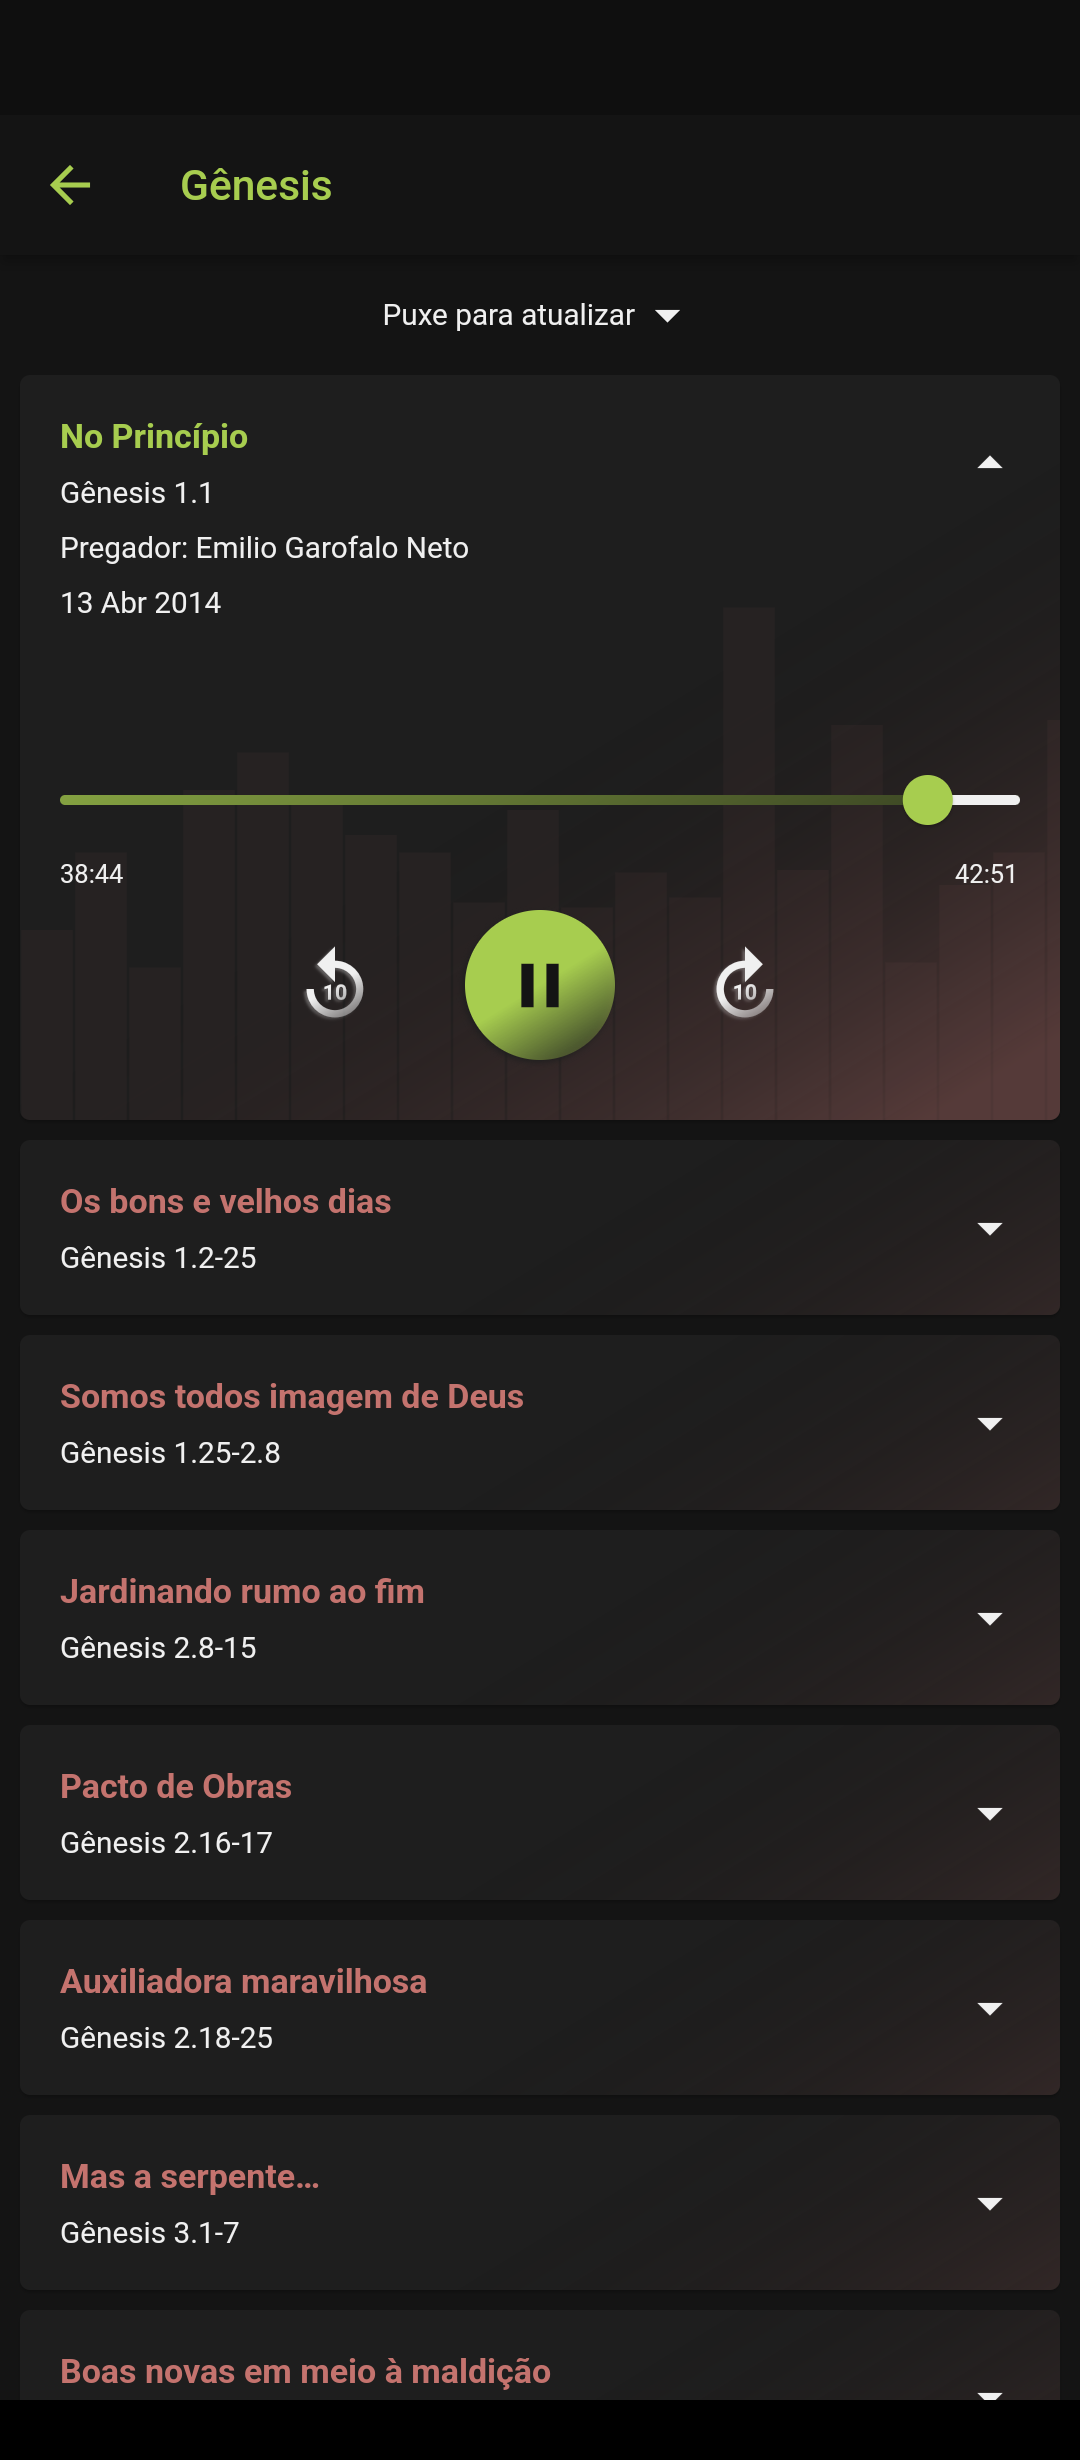 Gênesis
Puxe para atualizar
No Princípio
Gênesis 1.1
Pregador: Emilio Garofalo Neto
13 Abr 2014
38:44
42:51
10
10
Os bons e velhos dias
Gênesis 1.2-25
Somos todos imagem de Deus
Gênesis 1.25-2.8
Jardinando rumo ao fim
Gênesis 2.8-15
Pacto de Obras
Gênesis 2.16-17
Auxiliadora maravilhosa
Gênesis 2.18-25
Mas a serpente...
Gênesis 3.1-7
Boas novas em meio à maldição